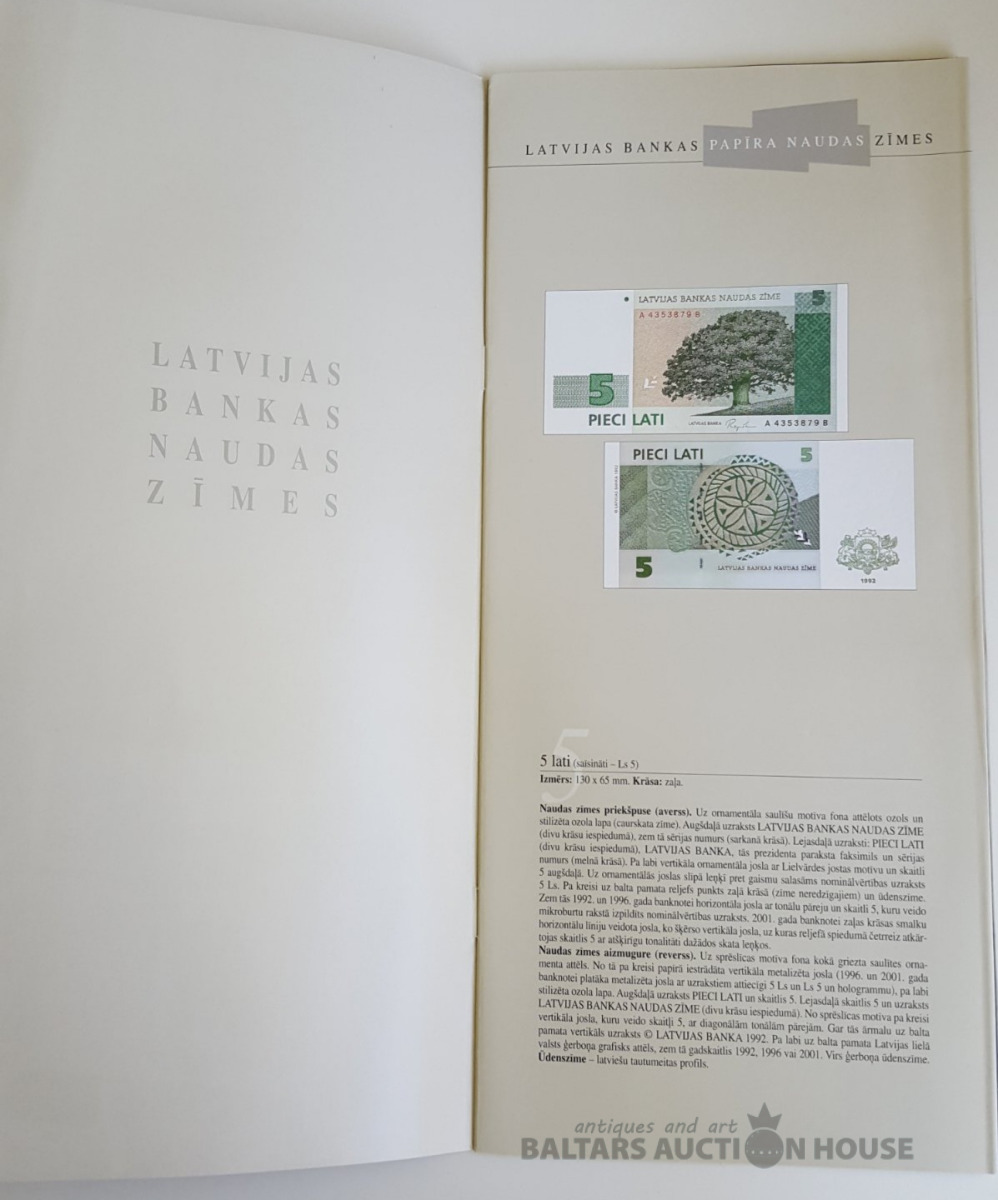 LATVIJAS
BANKAS
NAUDAS
ZĪMES
LATVIJAS BANKAS PAPĪRA NAUDAS ZĪMES
LATVIJAS BANKAS NAUDAS ZĪME 5
A 4353879 B
5
PIECI LATI LATVIJAS BANKA A 4353879 B
PIECI LATI 5
5 LATVIJAS BANKAS NAUDAS ZĪME
1992
5
5 lati (saīsināti – Ls 5)
Izmērs: 130 x 65 mm. Krāsa: zaļa.
Naudas zīmes priekšpuse (averss). Uz ornamentāla saulīšu motīva fona attēlots ozols un
stilizēta ozola lapa (caurskata zīme). Augšdaļā uzraksts LATVIJAS BANKAS NAUDAS ZĪME
(divu krāsu iespiedumā), zem tā sērijas numurs (sarkanā krāsā). Lejasdaļā uzraksti: PIECI LATI
(divu krāsu iespiedumā), LATVIJAS BANKA, tās prezidenta paraksta faksimils un sērijas
numurs (melnā krāsā). Pa labi vertikāla ornamentāla josla ar Lielvārdes jostas motīvu un skaitli
5 augšdaļā. Uz ornamentālās joslas slīpā leņķī pret gaismu salasāms nominālvērtības uzraksts
5 Ls. Pa kreisi uz balta pamata reljefs punkts zaļā krāsā (zīme neredzīgajiem) un ūdenszīme.
Zem tās 1992. un 1996. gada banknotei horizontāla josla ar tonālu pāreju un skaitli 5, kuru veido
mikroburtu rakstā izpildīts nominālvērtības uzraksts. 2001. gada banknotei zaļas krāsas smalku
horizontālu līniju veidota josla, ko šķērso vertikāla josla, uz kuras reljefā spiedumā četrreiz atkār-
tojas skaitlis 5 ar atšķirīgu tonalitāti dažādos skata leņķos.
Naudas zīmes aizmugure (reverss). Uz sprēslīcas motīva fona kokā griezta saulītes orna-
menta attēls. No tā pa kreisi papīrā iestrādāta vertikāla metalizēta josla (1996. un 2001. gada
banknotei platāka metalizēta josla ar uzrakstiem attiecīgi 5 Ls un Ls 5 un hologrammu), pa labi
stilizēta ozola lapa. Augšdaļā uzraksts PIECI LATI un skaitlis 5. Lejasdaļā skaitlis 5 un uzraksts
LATVIJAS BANKAS NAUDAS ZĪME (divu krāsu iespiedumā). No sprēslīcas motīva pa kreisi
vertikāla josla, kuru veido skaitļi 5, ar diagonālām tonālām pārejām. Gar tās ārmalu uz balta
pamata vertikāls uzraksts © LATVIJAS BANKA 1992. Pa labi uz balta pamata Latvijas lielā
valsts ģerboņa grafisks attēls, zem tā gadskaitlis 1992, 1996 vai 2001. Virs ģerboņa ūdenszīme.
Ūdenszīme – latviešu tautumeitas profils.
antiques and art
BALTARS AUCTION HOUSE